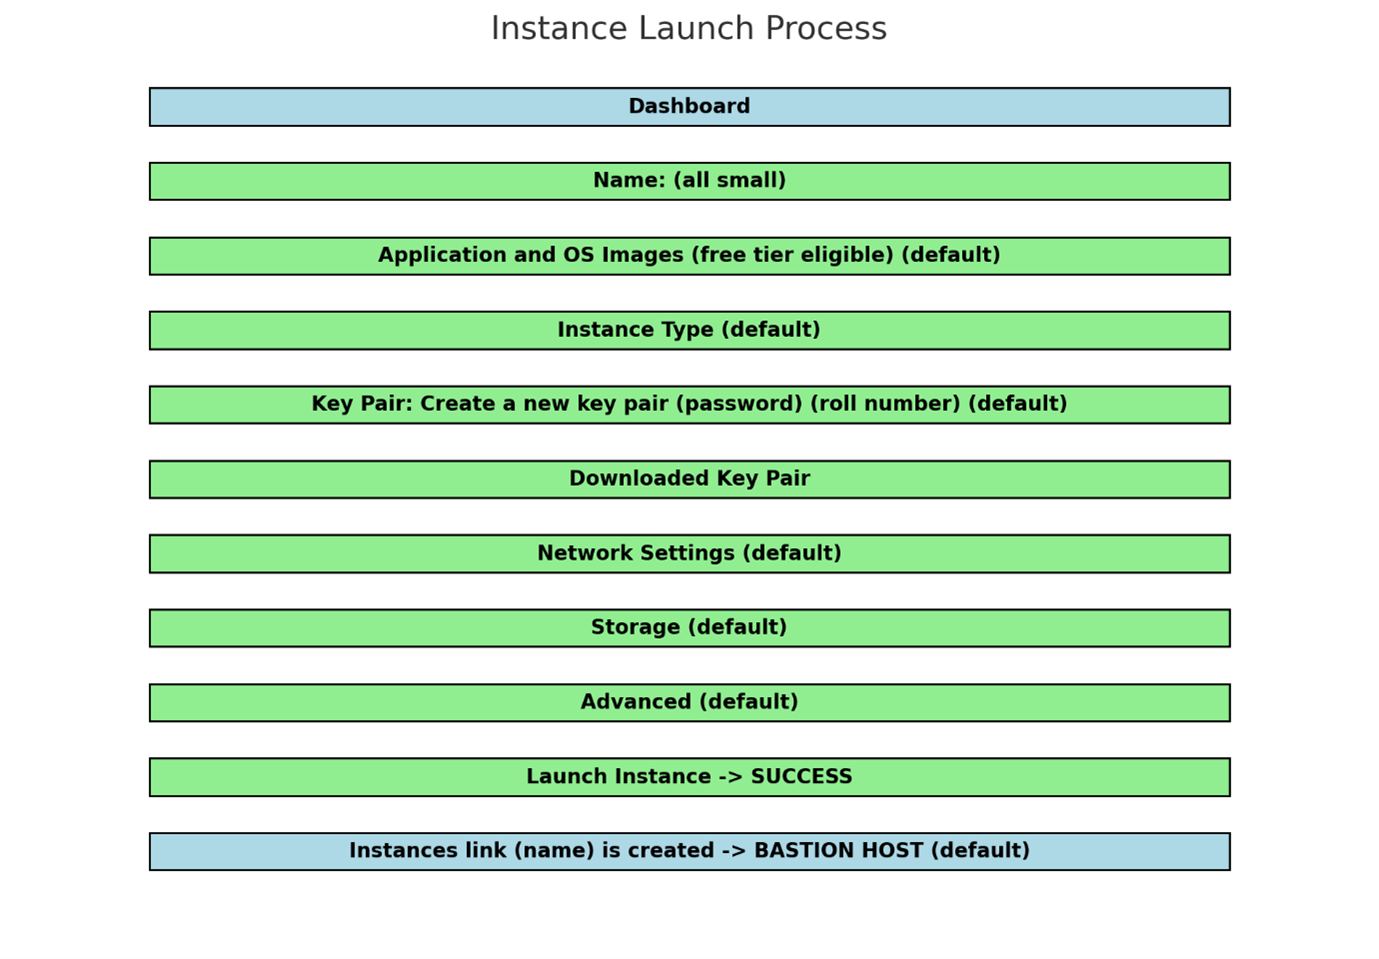 Instance Launch Process
Dashboard
Name: (all small)
Application and OS Images (free tier eligible) (default)
Instance Type (default)
Key Pair: Create a new key pair (password) (roll number) (default)
Downloaded Key Pair
Network Settings (default)
Storage (default)
Advanced (default)
Launch Instance -> SUCCESS
Instances link (name) is created -> BASTION HOST (default)